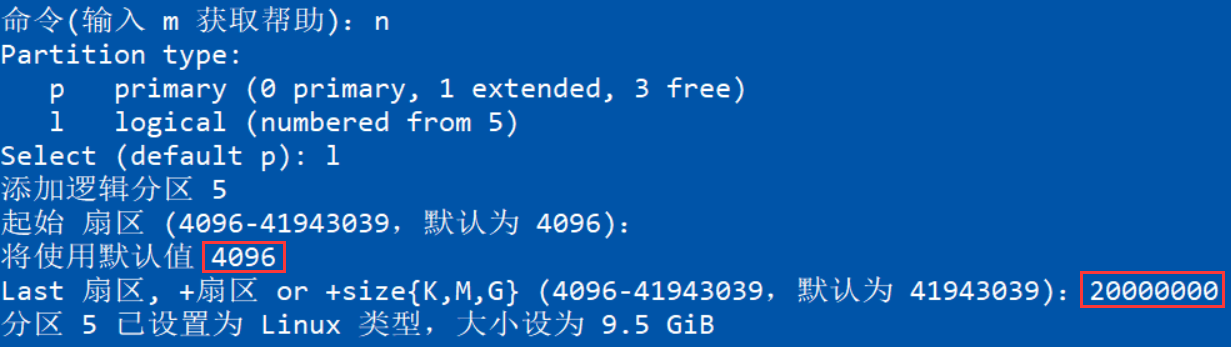 命令(输入 m 获取帮助)：n
Partition type:
   p   primary (0 primary, 1 extended, 3 free)
   l   logical (numbered from 5)
Select (default p): l
添加逻辑分区 5
起始 扇区 (4096-41943039，默认为 4096)：
将使用默认值 4096
Last 扇区, +扇区 or +size{K,M,G} (4096-41943039，默认为 41943039)：20000000
分区 5 已设置为 Linux 类型，大小设为 9.5 GiB